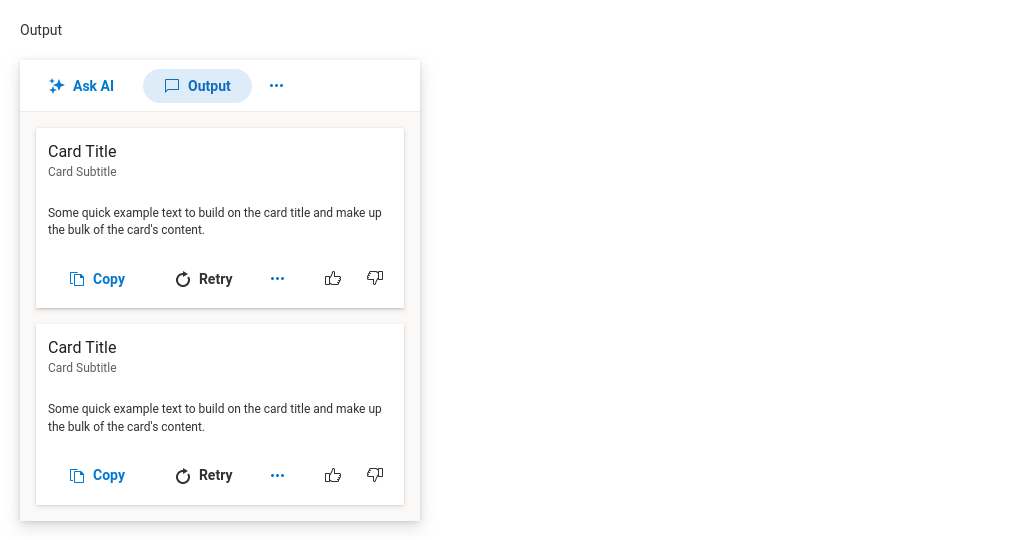 Output
Ask AI Output
Card Title
Card Subtitle
Some quick example text to build on the card title and make up
the bulk of the card's content.
Copy Retry
Card Title
Card Subtitle
Some quick example text to build on the card title and make up
the bulk of the card's content.
Copy Retry